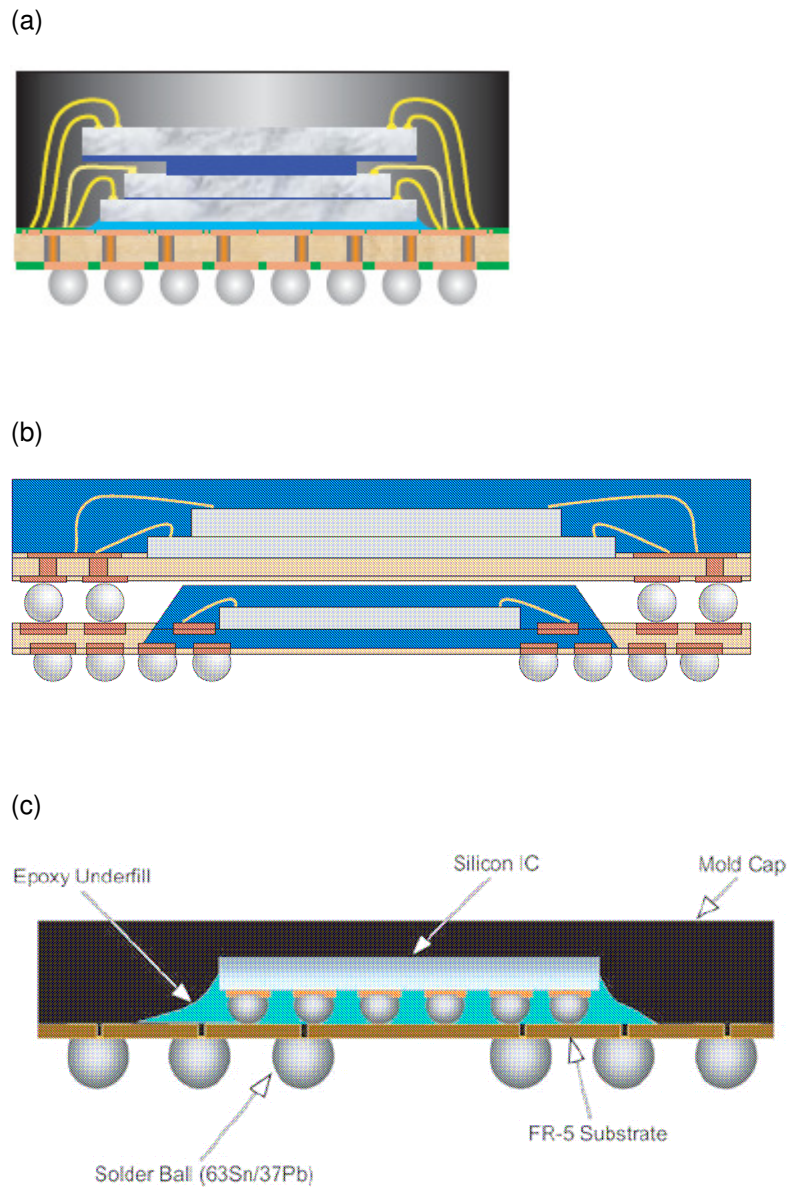 (a)
(b)
(c)
Silicon IC
Mold Cap
Epoxy Underfill
FR-5 Substrate
Solder Ball (63Sn/37Pb)